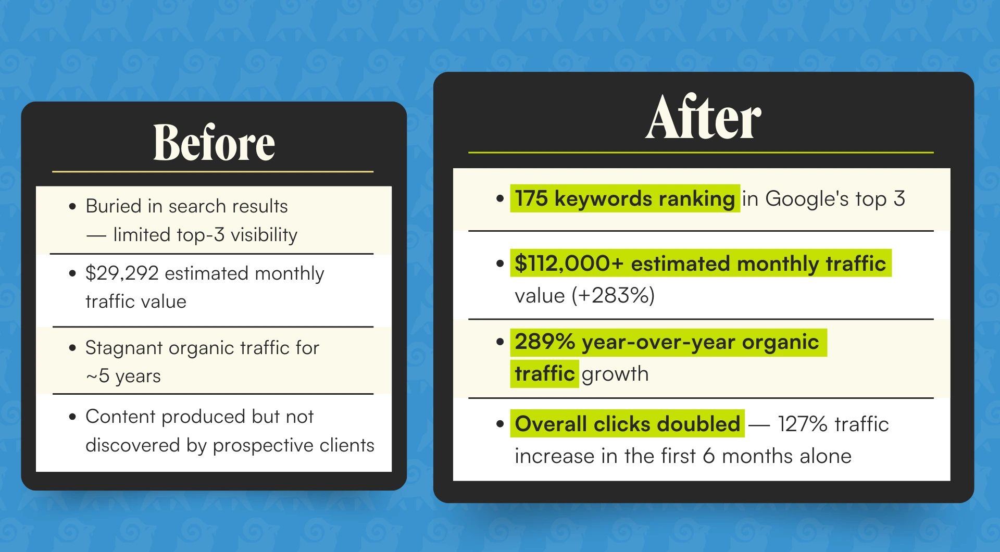 Before
• Buried in search results
— limited top-3 visibility
• $29,292 estimated monthly
traffic value
• Stagnant organic traffic for
~5 years
• Content produced but not
discovered by prospective clients
After
• 175 keywords ranking in Google's top 3
• $112,000+ estimated monthly traffic
value (+283%)
• 289% year-over-year organic
traffic growth
• Overall clicks doubled — 127% traffic
increase in the first 6 months alone